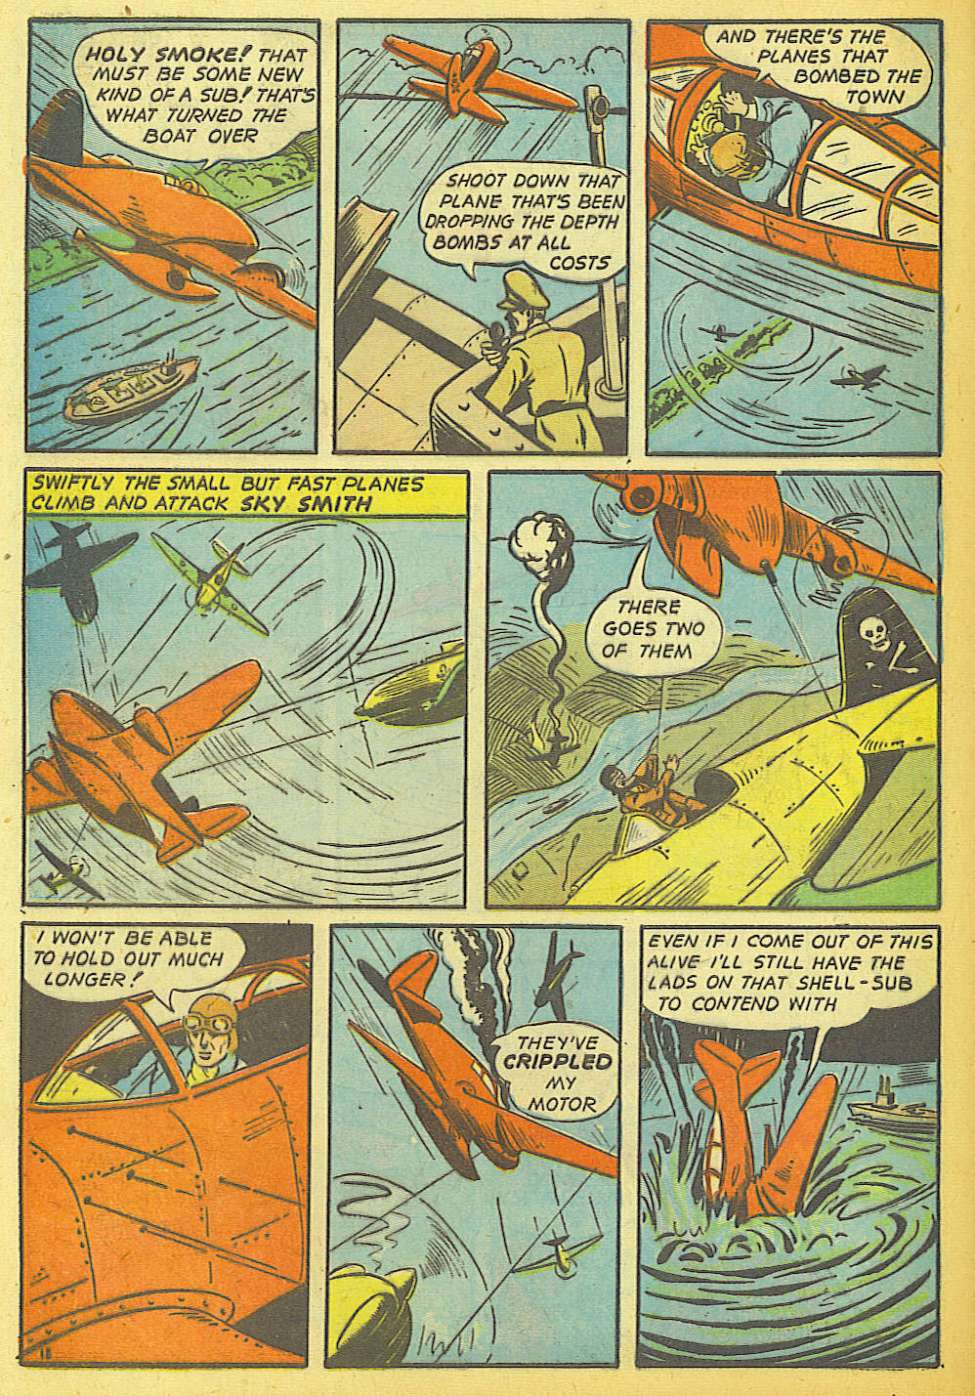 HOLY SMOKE! THAT
MUST BE SOME NEW
KIND OF A SUB! THAT'S
WHAT TURNED THE
BOAT OVER
SHOOT DOWN THAT
PLANE THAT'S BEEN
DROPPING THE DEPTH
BOMBS AT ALL
COSTS
AND THERE'S THE
PLANES THAT
BOMBED THE
TOWN
SWIFTLY THE SMALL BUT FAST PLANES
CLIMB AND ATTACK SKY SMITH
THERE
GOES TWO
OF THEM
I WON'T BE ABLE
TO HOLD OUT MUCH
LONGER!
THEY'VE
CRIPPLED
MY
MOTOR
EVEN IF I COME OUT OF THIS
ALIVE I'LL STILL HAVE THE
LADS ON THAT SHELL-SUB
TO CONTEND WITH